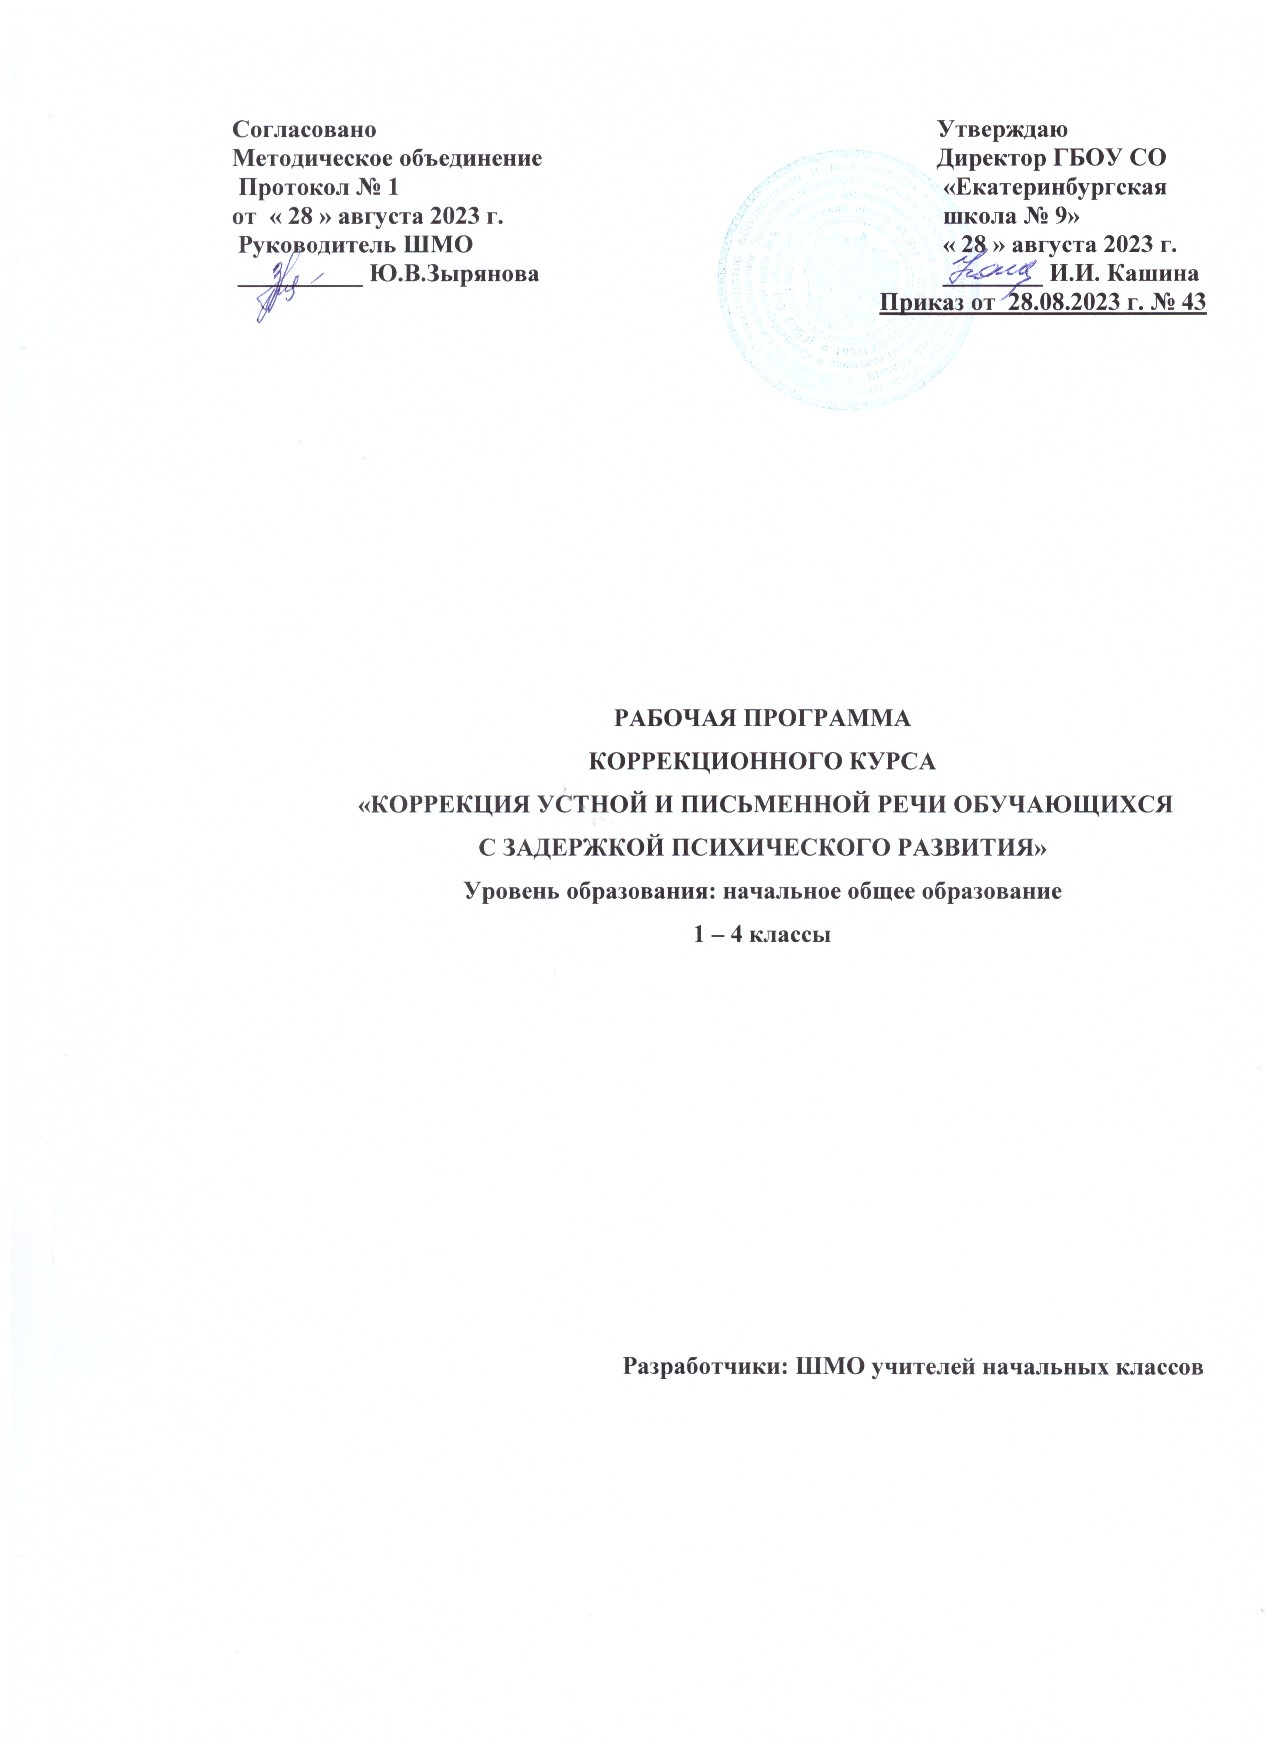 Согласовано
Методическое объединение
Протокол № 1
от « 28 » августа 2023 г.
Руководитель ШМО
__________ Ю.В.Зырянова
Утверждаю
Директор ГБОУ СО
«Екатеринбургская
школа № 9»
« 28 » августа 2023 г.
________ И.И. Кашина
Приказ от 28.08.2023 г. № 43
РАБОЧАЯ ПРОГРАММА
КОРРЕКЦИОННОГО КУРСА
«КОРРЕКЦИЯ УСТНОЙ И ПИСЬМЕННОЙ РЕЧИ ОБУЧАЮЩИХСЯ
С ЗАДЕРЖКОЙ ПСИХИЧЕСКОГО РАЗВИТИЯ»
Уровень образования: начальное общее образование
1 – 4 классы
Разработчики: ШМО учителей начальных классов